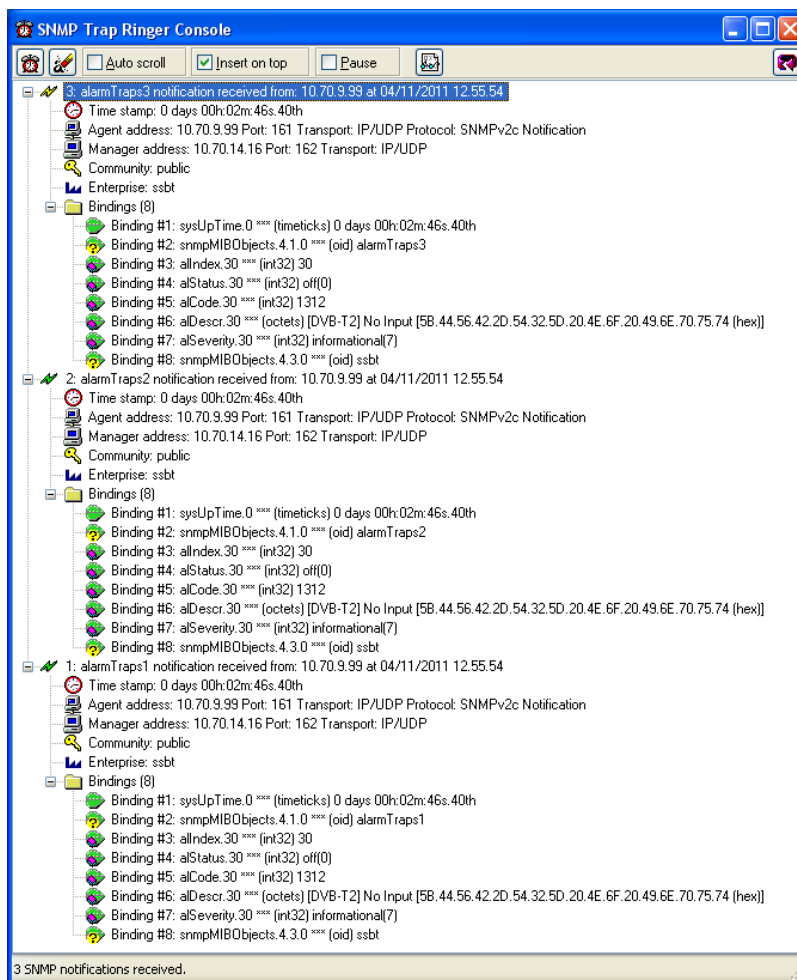 SNMP Trap Ringer Console
Auto scroll Insert on top Pause
3: alarmTraps3 notification received from: 10.70.9.99 at 04/11/2011 12.55.54
Time stamp: 0 days 00h:02m:46s.40th
Agent address: 10.70.9.99 Port: 161 Transport: IP/UDP Protocol: SNMPv2c Notification
Manager address: 10.70.14.16 Port: 162 Transport: IP/UDP
Community: public
Enterprise: ssbt
Bindings (8)
Binding #1: sysUpTime.0 *** (timeticks) 0 days 00h:02m:46s.40th
Binding #2: snmpMIBObjects.4.1.0 *** (oid) alarmTraps3
Binding #3: alIndex.30 *** (int32) 30
Binding #4: alStatus.30 *** (int32) off(0)
Binding #5: alCode.30 *** (int32) 1312
Binding #6: alDescr.30 *** (octets) [DVB-T2] No Input [5B.44.56.42.2D.54.32.5D.20.4E.6F.20.49.6E.70.75.74 (hex)]
Binding #7: alSeverity.30 *** (int32) informational(7)
Binding #8: snmpMIBObjects.4.3.0 *** (oid) ssbt
2: alarmTraps2 notification received from: 10.70.9.99 at 04/11/2011 12.55.54
Time stamp: 0 days 00h:02m:46s.40th
Agent address: 10.70.9.99 Port: 161 Transport: IP/UDP Protocol: SNMPv2c Notification
Manager address: 10.70.14.16 Port: 162 Transport: IP/UDP
Community: public
Enterprise: ssbt
Bindings (8)
Binding #1: sysUpTime.0 *** (timeticks) 0 days 00h:02m:46s.40th
Binding #2: snmpMIBObjects.4.1.0 *** (oid) alarmTraps2
Binding #3: alIndex.30 *** (int32) 30
Binding #4: alStatus.30 *** (int32) off(0)
Binding #5: alCode.30 *** (int32) 1312
Binding #6: alDescr.30 *** (octets) [DVB-T2] No Input [5B.44.56.42.2D.54.32.5D.20.4E.6F.20.49.6E.70.75.74 (hex)]
Binding #7: alSeverity.30 *** (int32) informational(7)
Binding #8: snmpMIBObjects.4.3.0 *** (oid) ssbt
1: alarmTraps1 notification received from: 10.70.9.99 at 04/11/2011 12.55.54
Time stamp: 0 days 00h:02m:46s.40th
Agent address: 10.70.9.99 Port: 161 Transport: IP/UDP Protocol: SNMPv2c Notification
Manager address: 10.70.14.16 Port: 162 Transport: IP/UDP
Community: public
Enterprise: ssbt
Bindings (8)
Binding #1: sysUpTime.0 *** (timeticks) 0 days 00h:02m:46s.40th
Binding #2: snmpMIBObjects.4.1.0 *** (oid) alarmTraps1
Binding #3: alIndex.30 *** (int32) 30
Binding #4: alStatus.30 *** (int32) off(0)
Binding #5: alCode.30 *** (int32) 1312
Binding #6: alDescr.30 *** (octets) [DVB-T2] No Input [5B.44.56.42.2D.54.32.5D.20.4E.6F.20.49.6E.70.75.74 (hex)]
Binding #7: alSeverity.30 *** (int32) informational(7)
Binding #8: snmpMIBObjects.4.3.0 *** (oid) ssbt
3 SNMP notifications received.